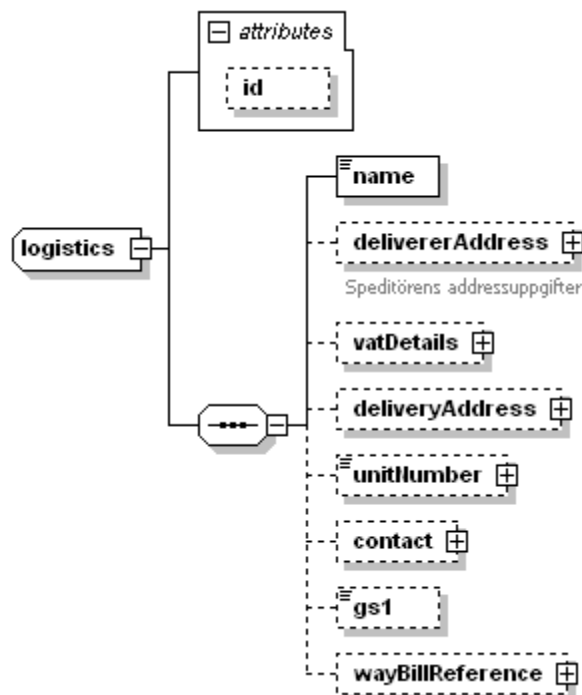 attributes
id
name
logistics
delivererAddress
Speditörens addressuppgifter
vatDetails
deliveryAddress
unitNumber
contact
gs1
wayBillReference